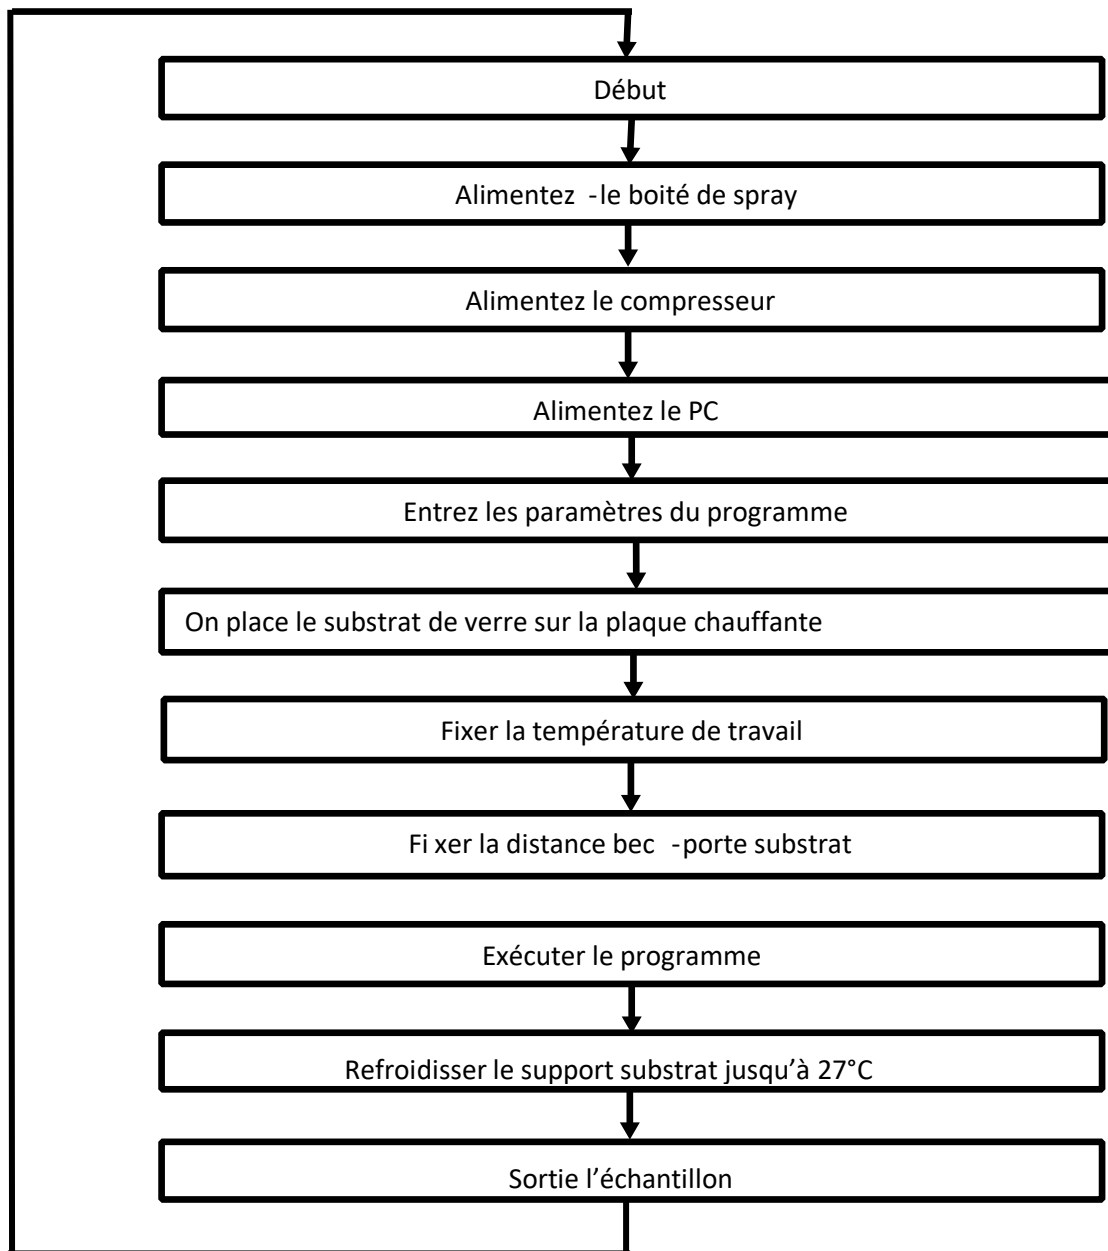 Début
Alimentez -le boité de spray
Alimentez le compresseur
Alimentez le PC
Entrez les paramètres du programme
On place le substrat de verre sur la plaque chauffante
Fixer la température de travail
Fi xer la distance bec -porte substrat
Exécuter le programme
Refroidisser le support substrat jusqu’à 27°C
Sortie l’échantillon